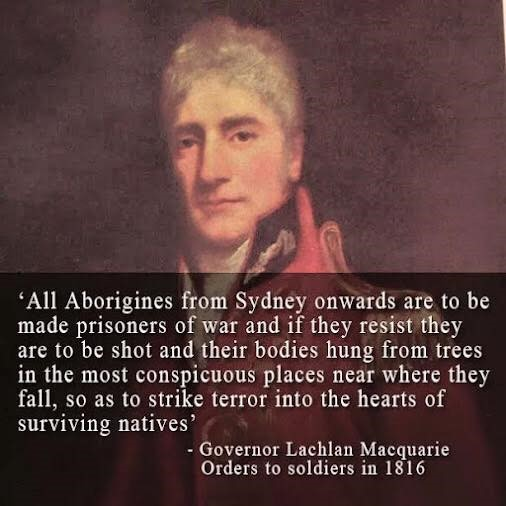 ‘All Aborigines from Sydney onwards are to be
made prisoners of war and if they resist they
are to be shot and their bodies hung from trees
in the most conspicuous places near where they
fall, so as to strike terror into the hearts of
surviving natives’
- Governor Lachlan Macquarie
Orders to soldiers in 1816